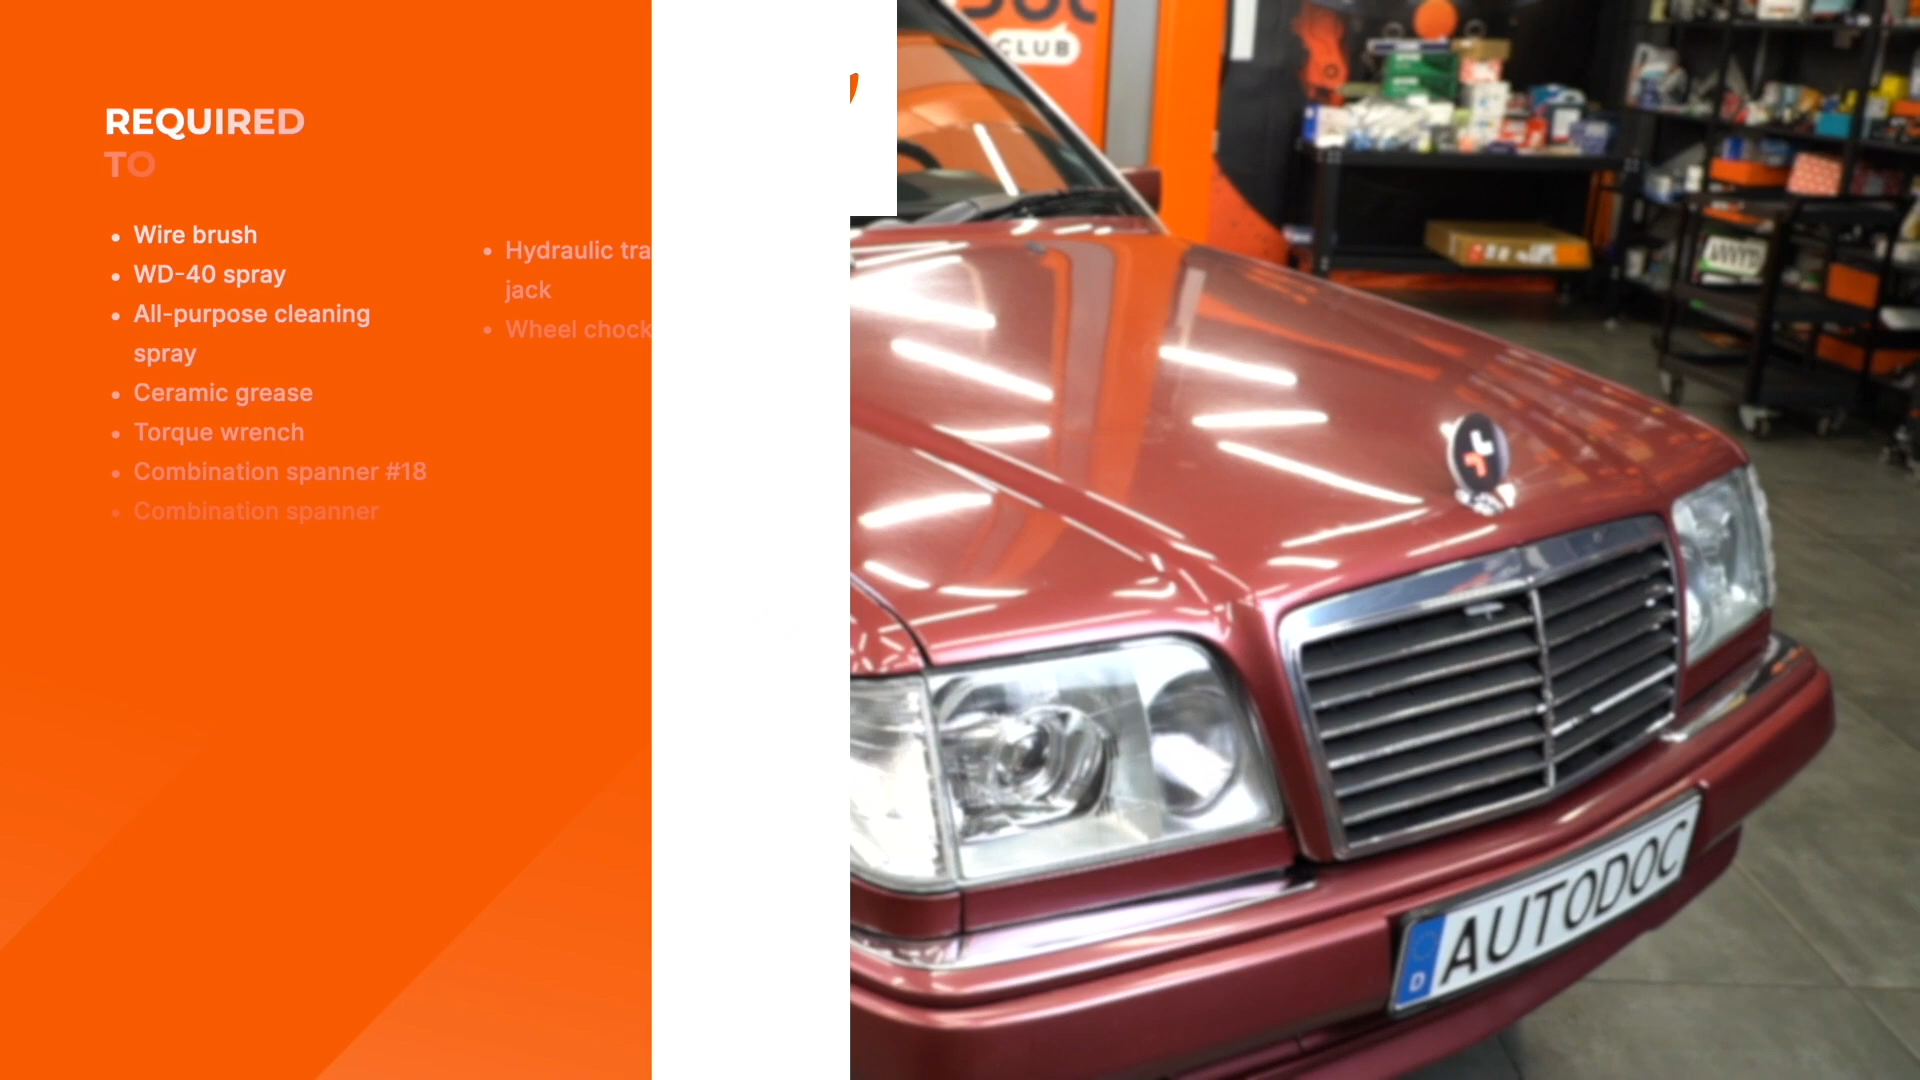 REQUIRED
TO
Wire brush
WD-40 spray
All-purpose cleaning
spray
Ceramic grease
Torque wrench
Combination spanner #18
Combination spanner
Hydraulic tra
jack
Wheel chock
CLUB
AUTODOC
D